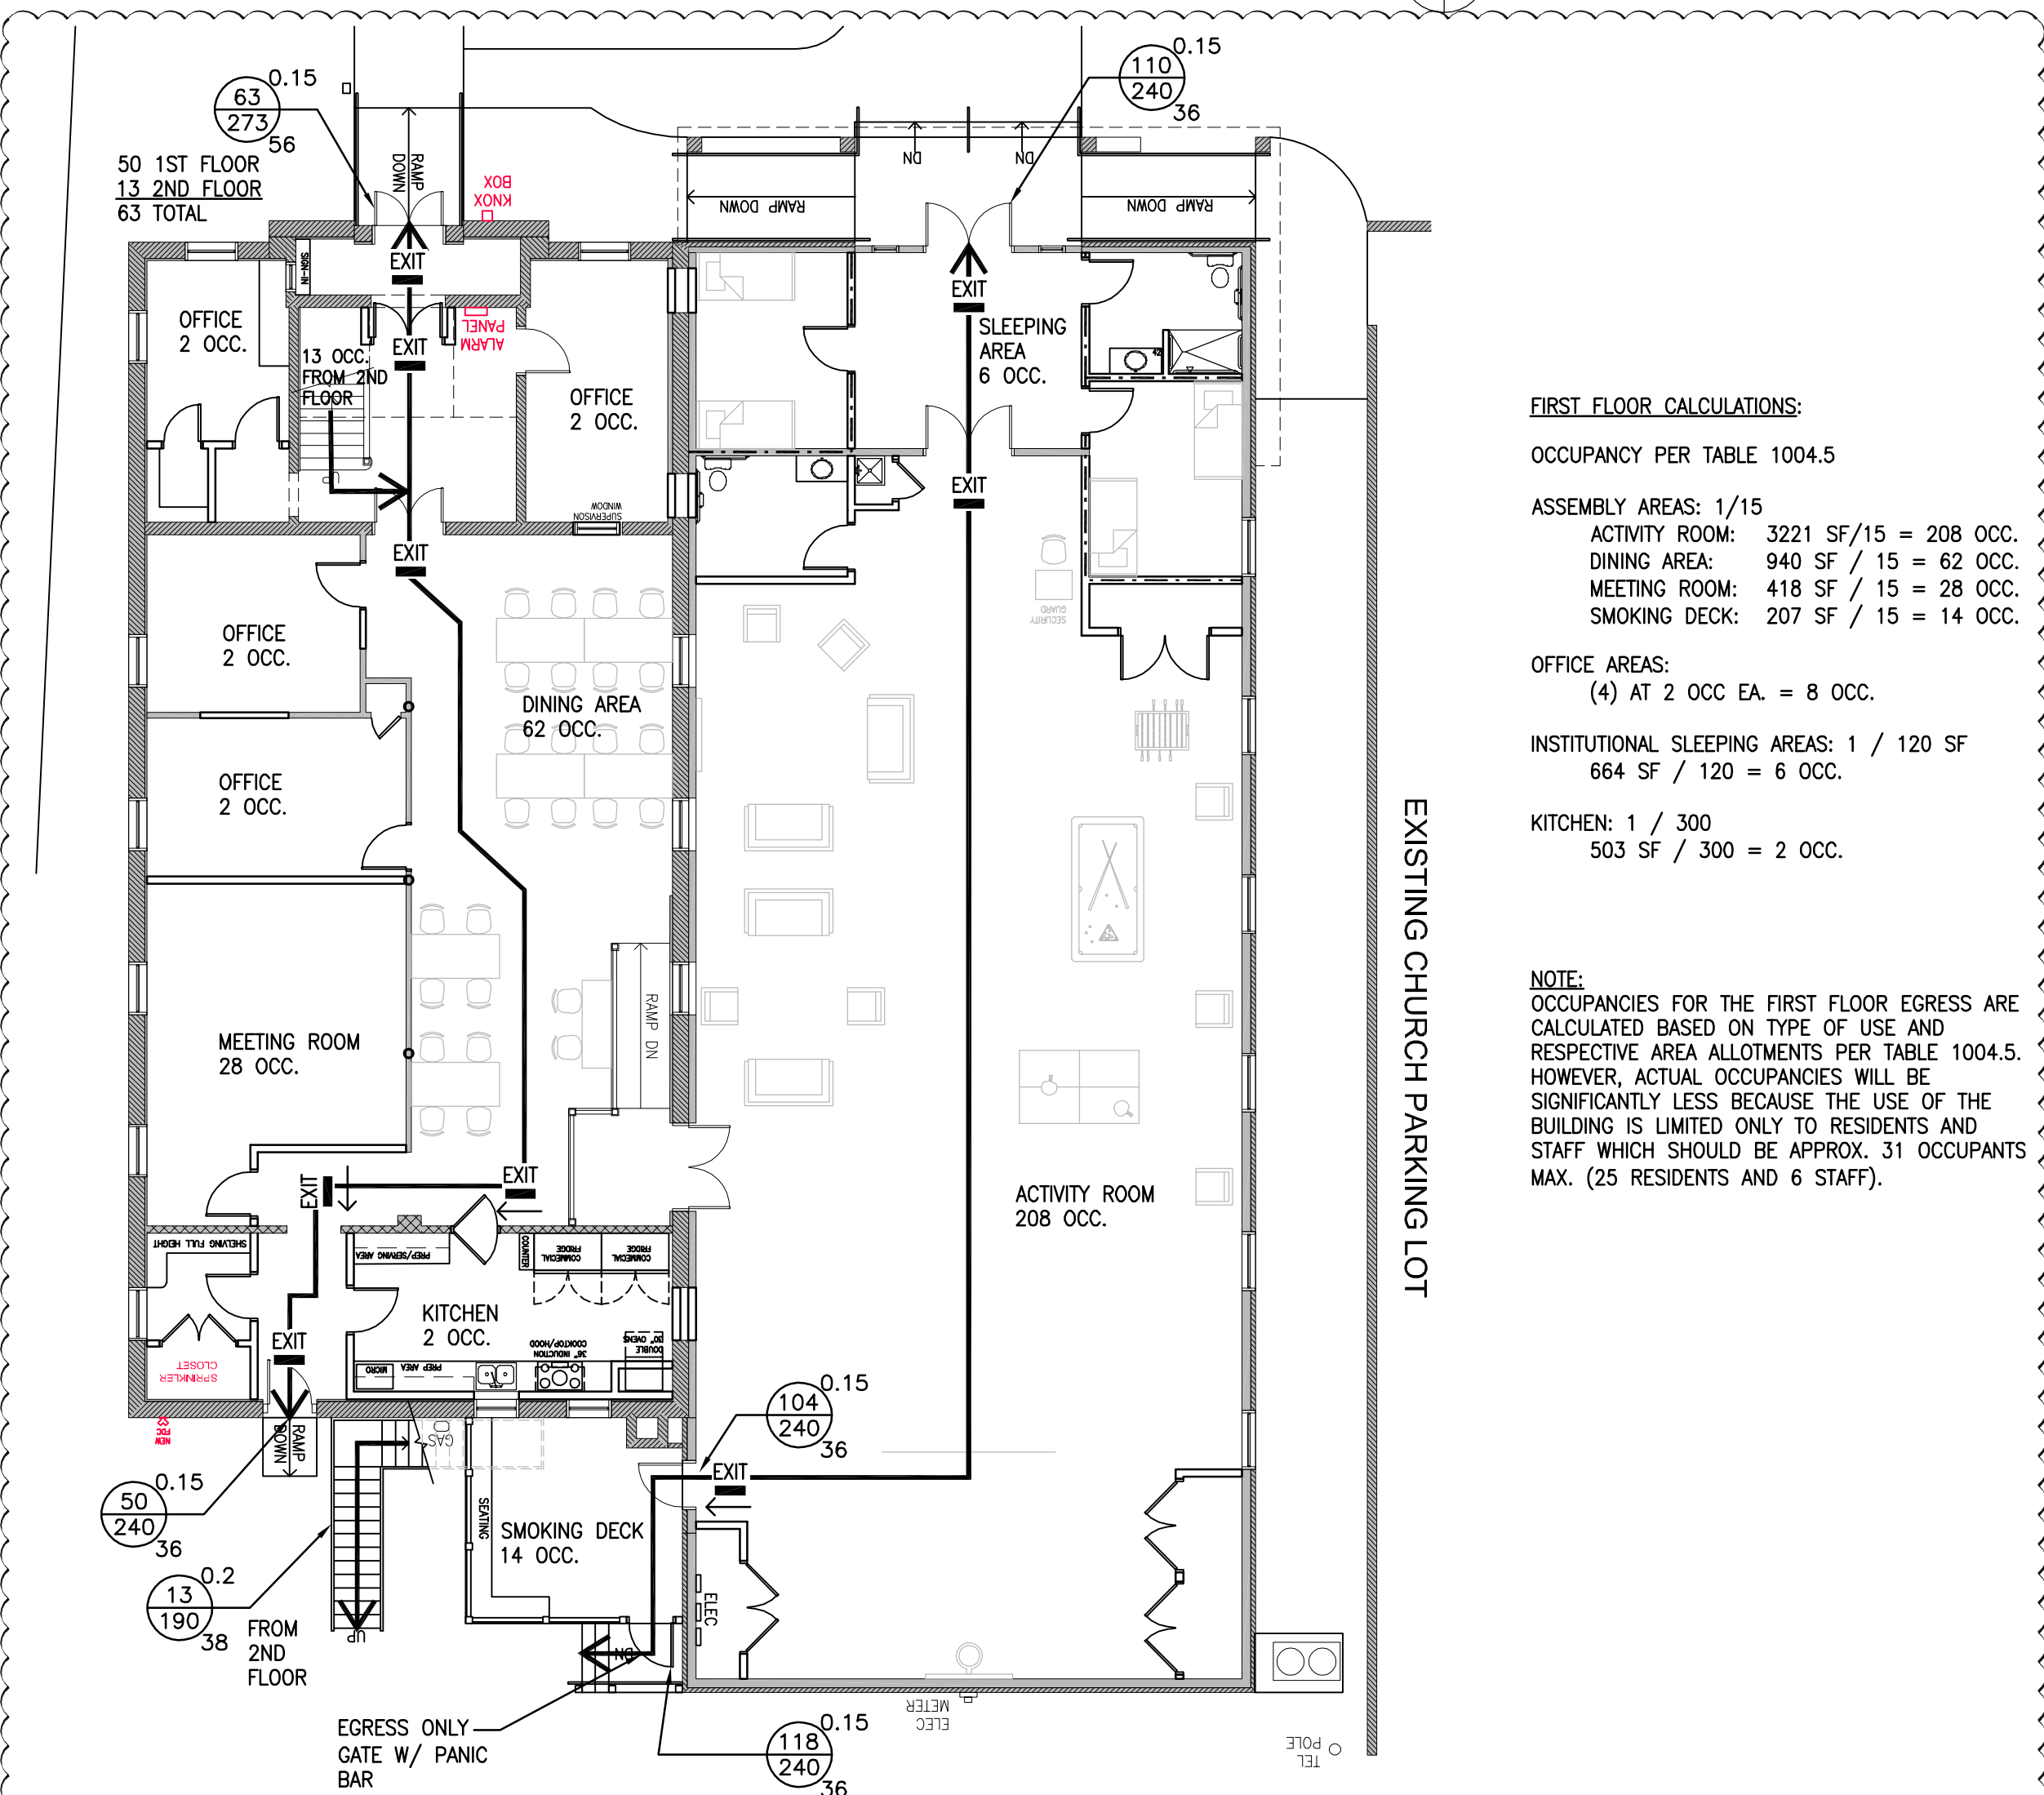 63
273
0.15
56
50 1ST FLOOR
13 2ND FLOOR
63 TOTAL
RAMP
DOWN
KNOX
BOX
110
240
0.15
36
DN
DN
RAMP DOWN
RAMP DOWN
SIGN-IN
EXIT
EXIT
ALARM
PANEL
OFFICE
2 OCC.
13 OCC.
FROM 2ND
FLOOR
OFFICE
2 OCC.
SUPERVISON
WINDOW
EXIT
EXIT
SLEEPING
AREA
6 OCC.
42
EXIT
SECURITY
GUARD
OFFICE
2 OCC.
DINING AREA
62 OCC.
OFFICE
2 OCC.
MEETING ROOM
28 OCC.
RAMP DN
EXIT
EXIT
ACTIVITY ROOM
208 OCC.
SHELVING FULL HEIGHT
PREP/SERVING AREA
COUNTER
COMMECIAL
FRIDGE
COMMECIAL
FRIDGE
KITCHEN
2 OCC.
36" INDUCTION
COOKTOP/HOOD
DOUBLE
30" OVENS
MICRO
PREP AREA
EXIT
SPRINKLER
CLOSET
NEW
FDC
RAMP
DOWN
GAS
50
240
0.15
36
13
190
0.2
38
FROM
2ND
FLOOR
UP
SEATING
SMOKING DECK
14 OCC.
104
240
0.15
36
EXIT
ELEC
DN
EGRESS ONLY
GATE W/ PANIC
BAR
118
240
0.15
36
ELEC
METER
TEL
POLE
EXISTING CHURCH PARKING LOT
FIRST FLOOR CALCULATIONS:
OCCUPANCY PER TABLE 1004.5
ASSEMBLY AREAS: 1/15
ACTIVITY ROOM: 3221 SF/15 = 208 OCC.
DINING AREA: 940 SF / 15 = 62 OCC.
MEETING ROOM: 418 SF / 15 = 28 OCC.
SMOKING DECK: 207 SF / 15 = 14 OCC.
OFFICE AREAS:
(4) AT 2 OCC EA. = 8 OCC.
INSTITUTIONAL SLEEPING AREAS: 1 / 120 SF
664 SF / 120 = 6 OCC.
KITCHEN: 1 / 300
503 SF / 300 = 2 OCC.
NOTE:
OCCUPANCIES FOR THE FIRST FLOOR EGRESS ARE
CALCULATED BASED ON TYPE OF USE AND
RESPECTIVE AREA ALLOTMENTS PER TABLE 1004.5.
HOWEVER, ACTUAL OCCUPANCIES WILL BE
SIGNIFICANTLY LESS BECAUSE THE USE OF THE
BUILDING IS LIMITED ONLY TO RESIDENTS AND
STAFF WHICH SHOULD BE APPROX. 31 OCCUPANTS
MAX. (25 RESIDENTS AND 6 STAFF).